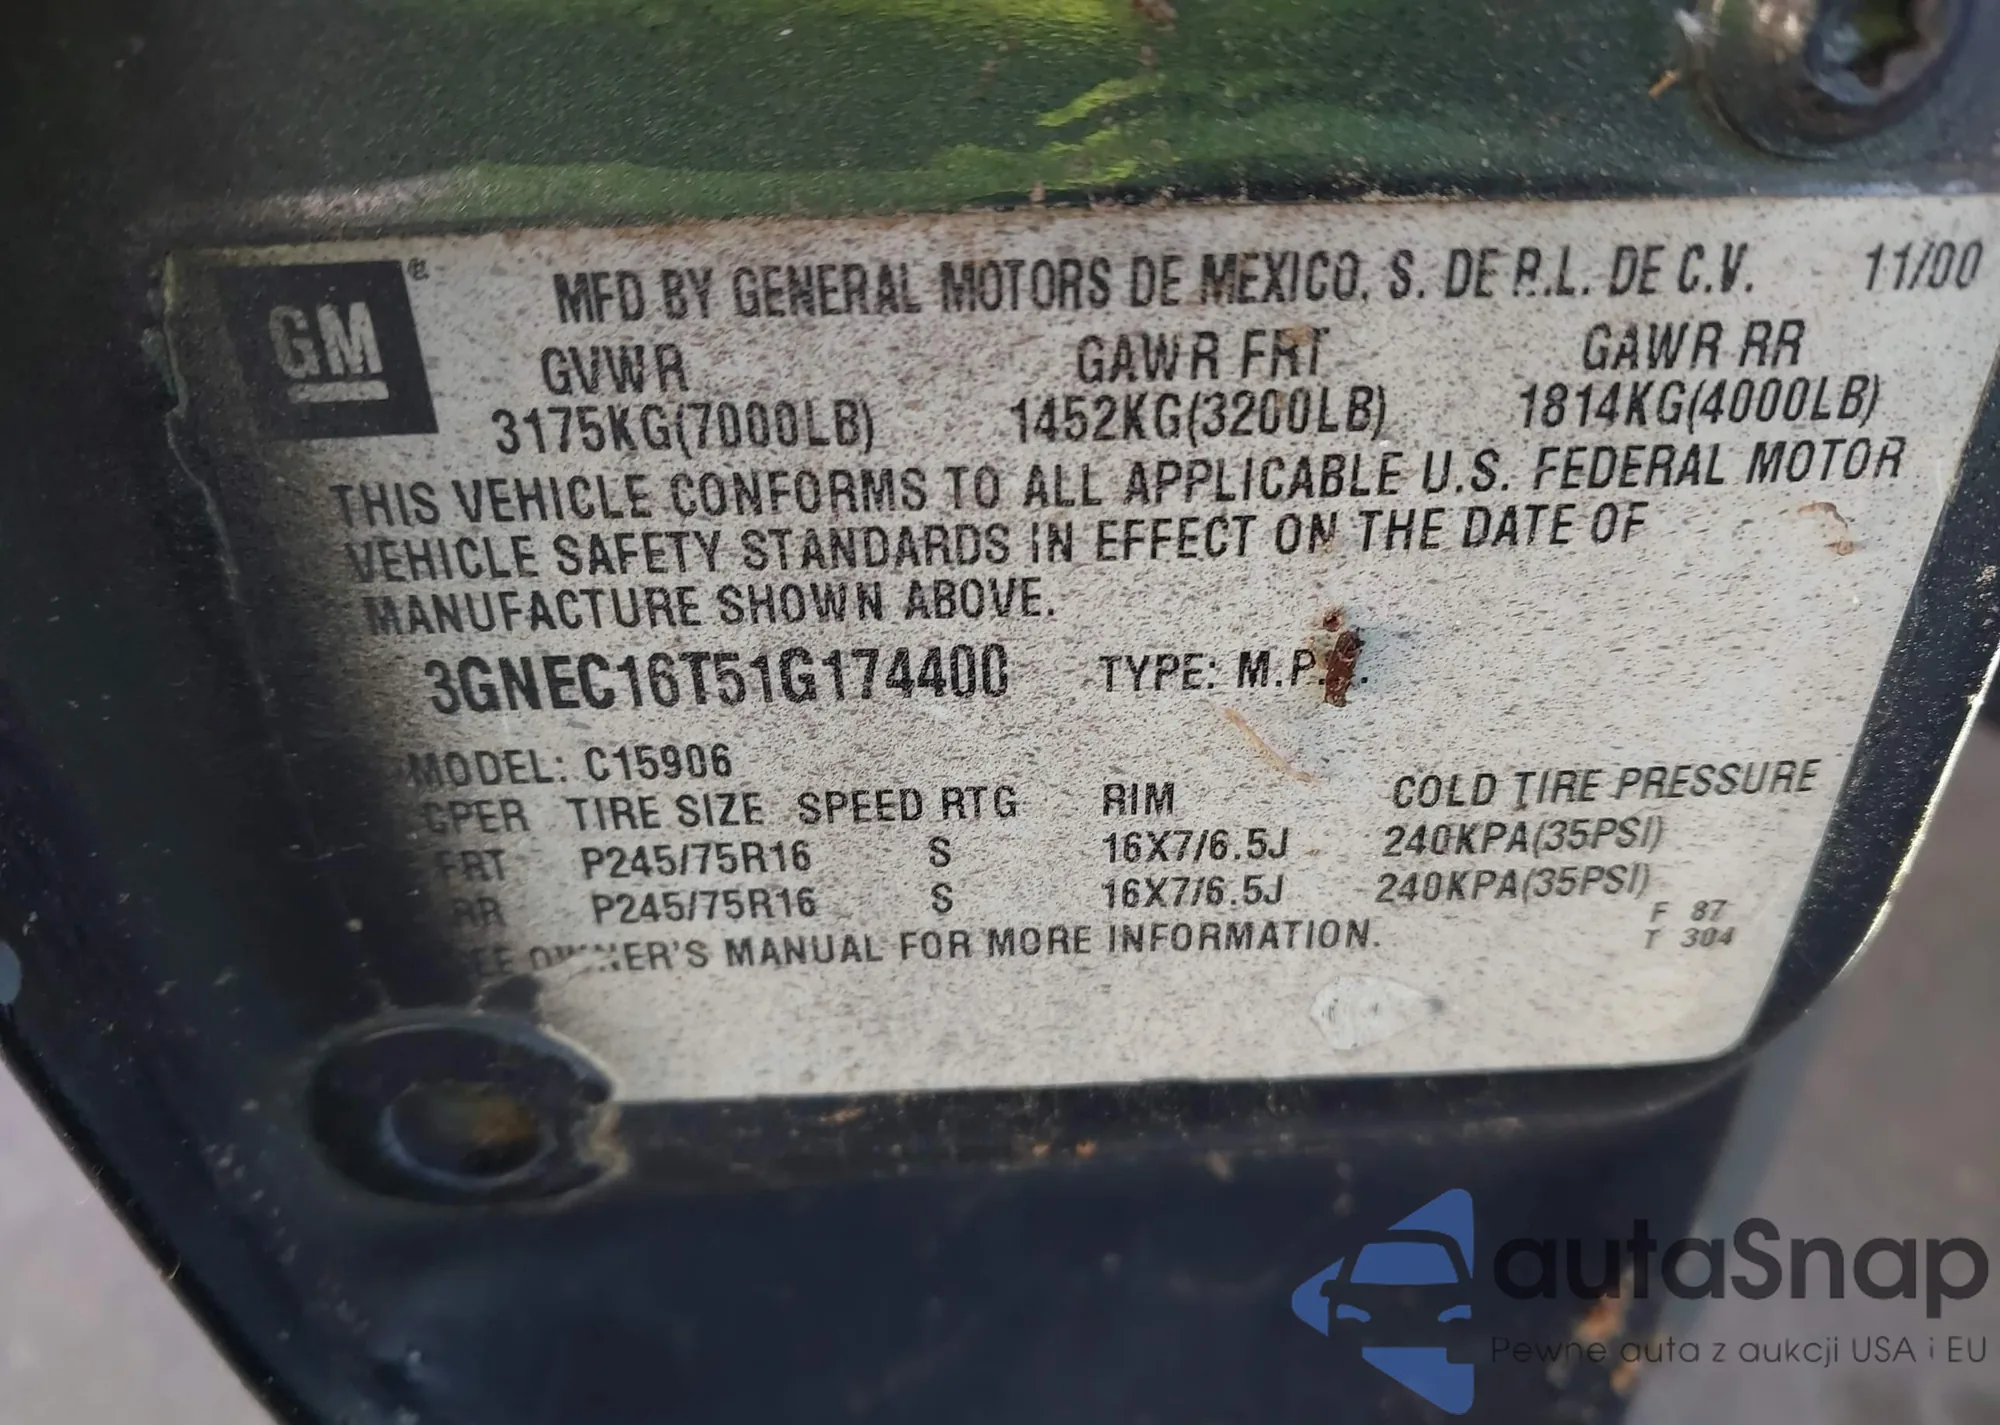 GM®
MFD BY GENERAL MOTORS DE MEXICO, S. DE R.L. DE C.V. 11/00
GVWR GAWR FRT GAWR RR
3175KG(7000LB) 1452KG(3200LB) 1814KG(4000LB)
THIS VEHICLE CONFORMS TO ALL APPLICABLE U.S. FEDERAL MOTOR
VEHICLE SAFETY STANDARDS IN EFFECT ON THE DATE OF
MANUFACTURE SHOWN ABOVE.
3GNEC16T51G174400 TYPE:
MODEL: C15906
TIRE SIZE SPEED RTG RIM COLD TIRE PRESSURE
FRT P245/75R16 S 16X7/6.5J 240KPA(35PSI)
RR P245/75R16 S 16X7/6.5J 240KPA(35PSI)
F 87
T 304
OWNER'S MANUAL FOR MORE INFORMATION.
autaSnap
Pewne auta z aukcji USA i EU